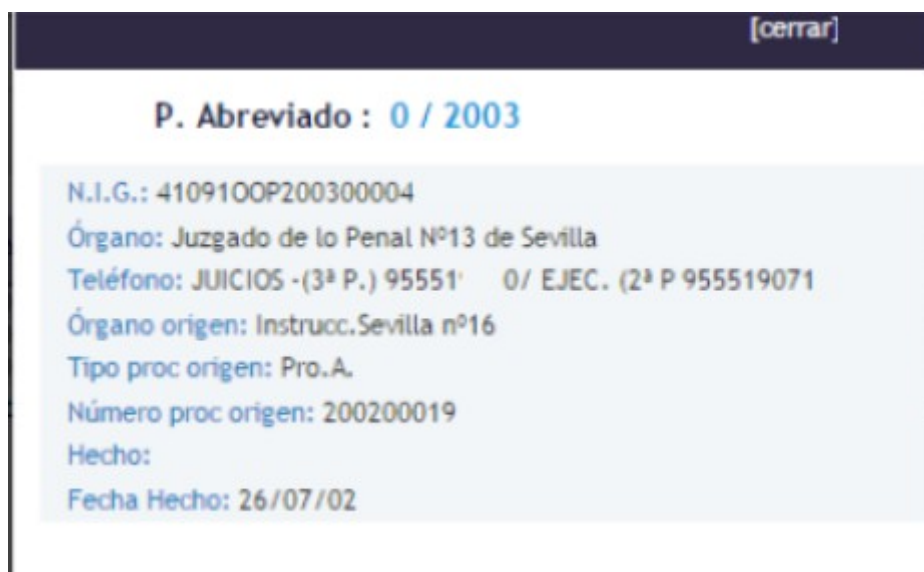 [cerrar]
P. Abreviado : 0 / 2003
N.I.G.: 41091OOP200300004
Órgano: Juzgado de lo Penal Nº13 de Sevilla
Teléfono: JUICIOS -(3ª P.) 95551 0/ EJEC. (2ª P 955519071
Órgano origen: Instrucc.Sevilla nº16
Tipo proc origen: Pro.A.
Número proc origen: 200200019
Hecho:
Fecha Hecho: 26/07/02